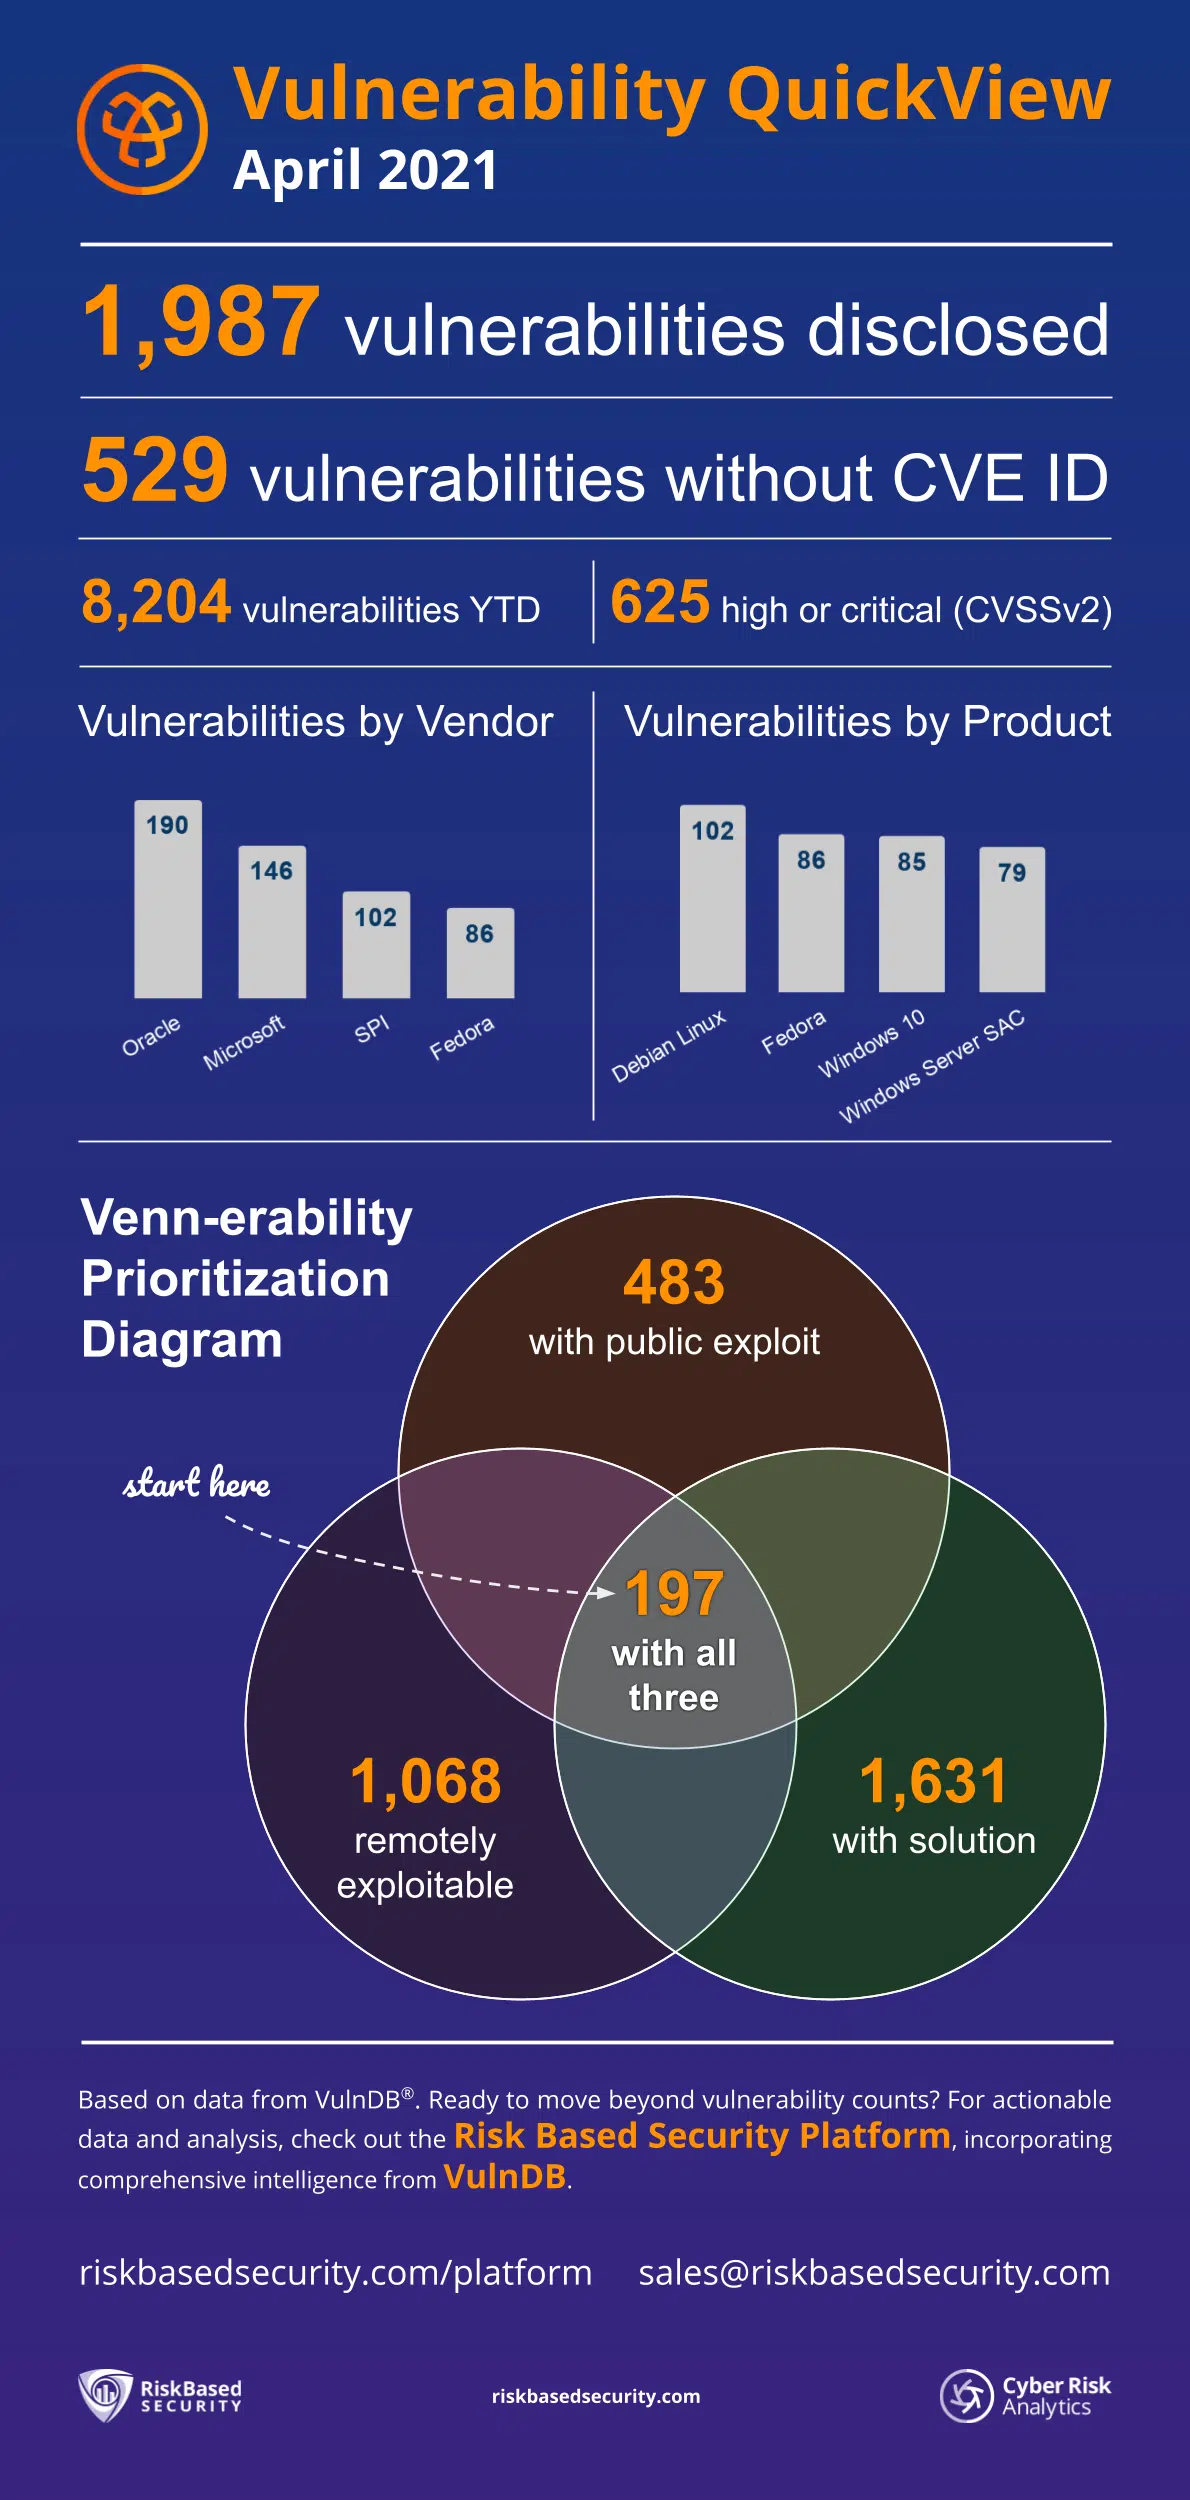 Vulnerability QuickView
April 2021
1,987 vulnerabilities disclosed
529 vulnerabilities without CVE ID
8,204 vulnerabilities YTD
625 high or critical (CVSSv2)
Vulnerabilities by Vendor
190
146
102
86
Oracle
Microsoft
SPI
Fedora
Vulnerabilities by Product
102
86
85
79
Debian Linux
Fedora
Windows 10
Windows Server SAC
Venn-erability
Prioritization
Diagram
483
with public exploit
start here
197
with all
three
1,068
remotely
exploitable
1,631
with solution
Based on data from VulnDB®. Ready to move beyond vulnerability counts? For actionable
data and analysis, check out the Risk Based Security Platform, incorporating
comprehensive intelligence from VulnDB.
riskbasedsecurity.com/platform
sales@riskbasedsecurity.com
RiskBased
SECURITY
riskbasedsecurity.com
Cyber Risk
Analytics